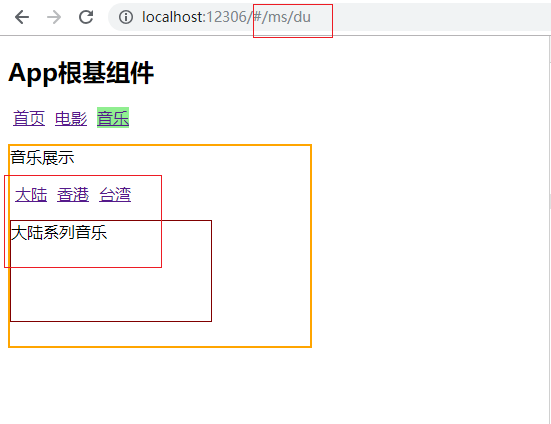 localhost:12306/#/ms/du
App根基组件
首页 电影 音乐
音乐展示
大陆 香港 台湾
大陆系列音乐